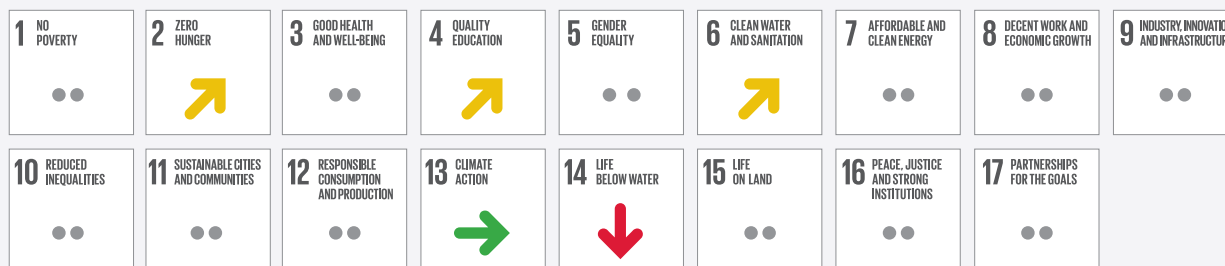 1 NO
POVERTY
2 ZERO
HUNGER
3 GOOD HEALTH
AND WELL-BEING
4 QUALITY
EDUCATION
5 GENDER
EQUALITY
6 CLEAN WATER
AND SANITATION
7 AFFORDABLE AND
CLEAN ENERGY
8 DECENT WORK AND
ECONOMIC GROWTH
9 INDUSTRY, INNOVATIO
AND INFRASTRUCTUR
10 REDUCED
INEQUALITIES
11 SUSTAINABLE CITIES
AND COMMUNITIES
12 RESPONSIBLE
CONSUMPTION
AND PRODUCTION
13 CLIMATE
ACTION
14 LIFE
BELOW WATER
15 LIFE
ON LAND
16 PEACE, JUSTICE
AND STRONG
INSTITUTIONS
17 PARTNERSHIPS
FOR THE GOALS